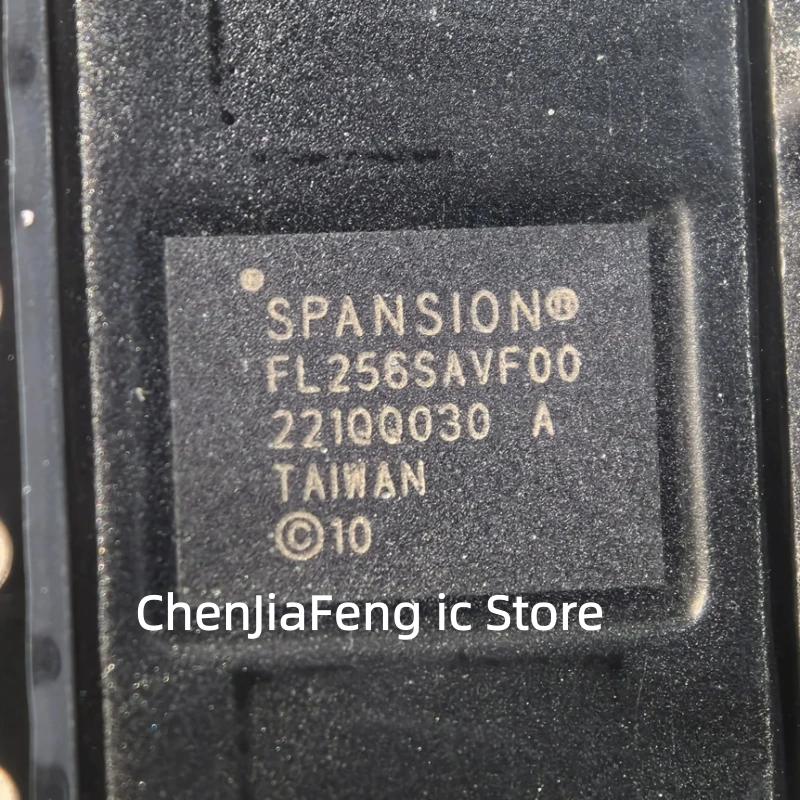 SPANSION®
FL256SAVF00
221QQ030 A
TAIWAN
©10
ChenJiaFeng ic Store